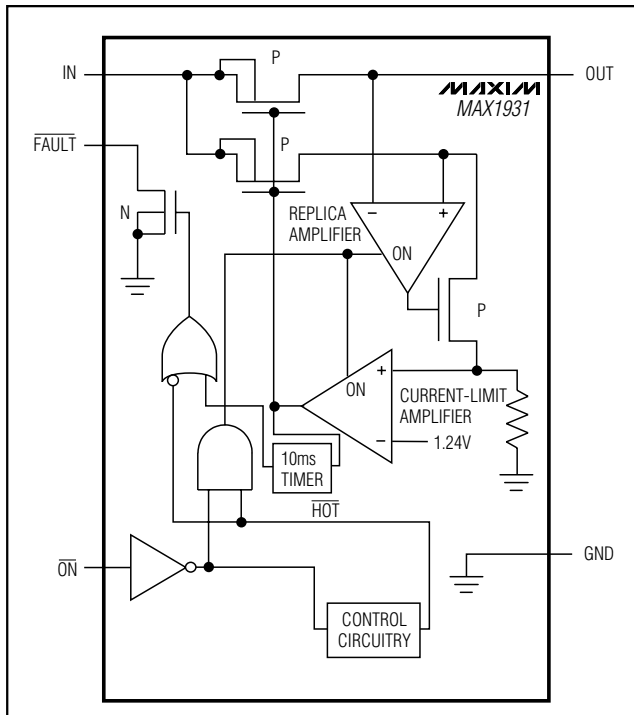 P
IN
OUT
MAXIM
MAX1931
FAULT
P
N
REPLICA
AMPLIFIER
−
+
ON
P
ON
+
CURRENT-LIMIT
AMPLIFIER
−
1.24V
10ms
TIMER
HOT
ON
GND
CONTROL
CIRCUITRY